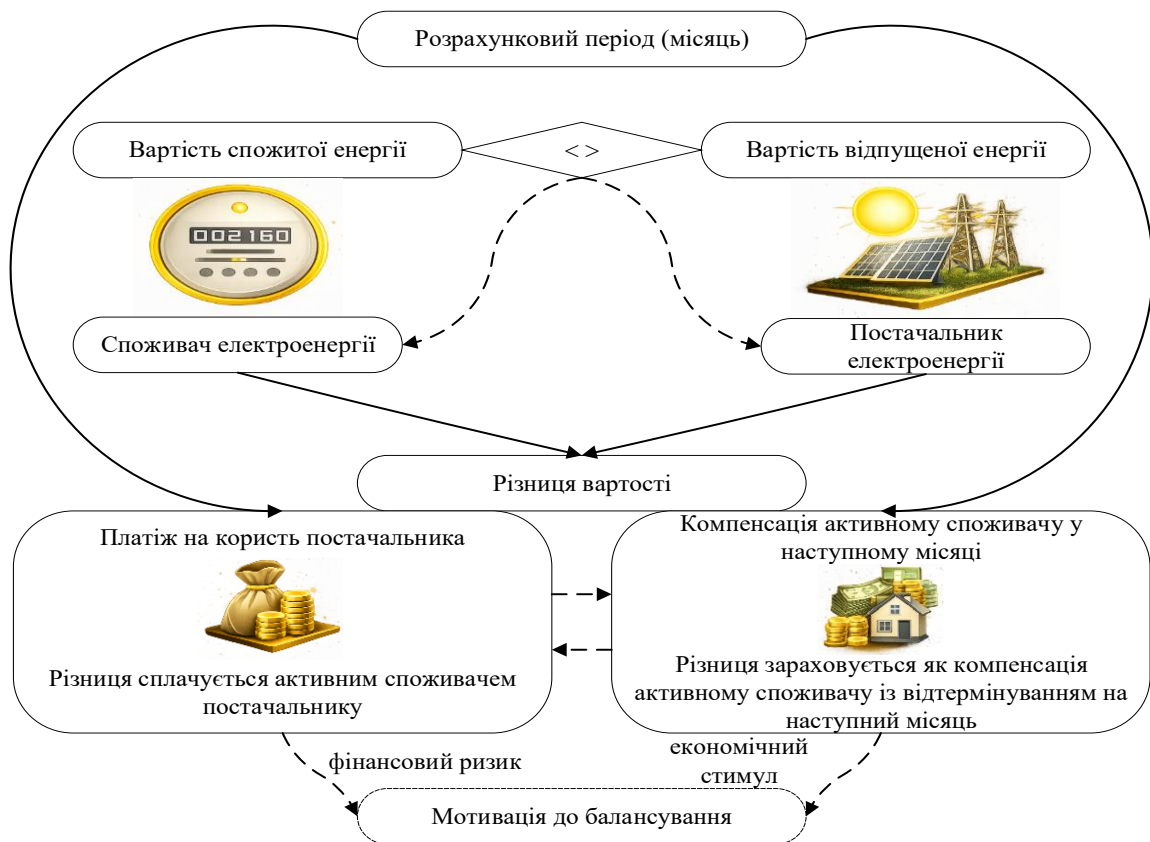 Розрахунковий період (місяць)
Вартість спожитої енергії
< >
Вартість відпущеної енергії
002160
Споживач електроенергії
Постачальник
електроенергії
Різниця вартості
Платіж на користь постачальника
Різниця сплачується активним споживачем
постачальнику
Компенсація активному споживачу у
наступному місяці
Різниця зараховується як компенсація
активному споживачу із відтермінуванням на
наступний місяць
фінансовий ризик
економічний
стимул
Мотивація до балансування